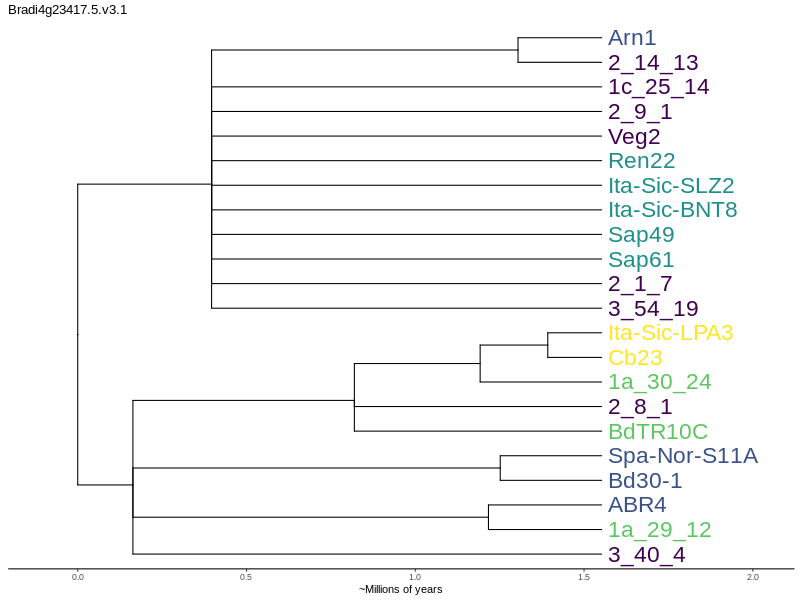 Bradi4g23417.5.v3.1
Arn1
2_14_13
1c_25_14
2_9_1
Veg2
Ren22
Ita-Sic-SLZ2
Ita-Sic-BNT8
Sap49
Sap61
2_1_7
3_54_19
Ita-Sic-LPA3
Cb23
1a_30_24
2_8_1
BdTR10C
Spa-Nor-S11A
Bd30-1
ABR4
1a_29_12
3_40_4
0.0 0.5 1.0 1.5 2.0
~Millions of years